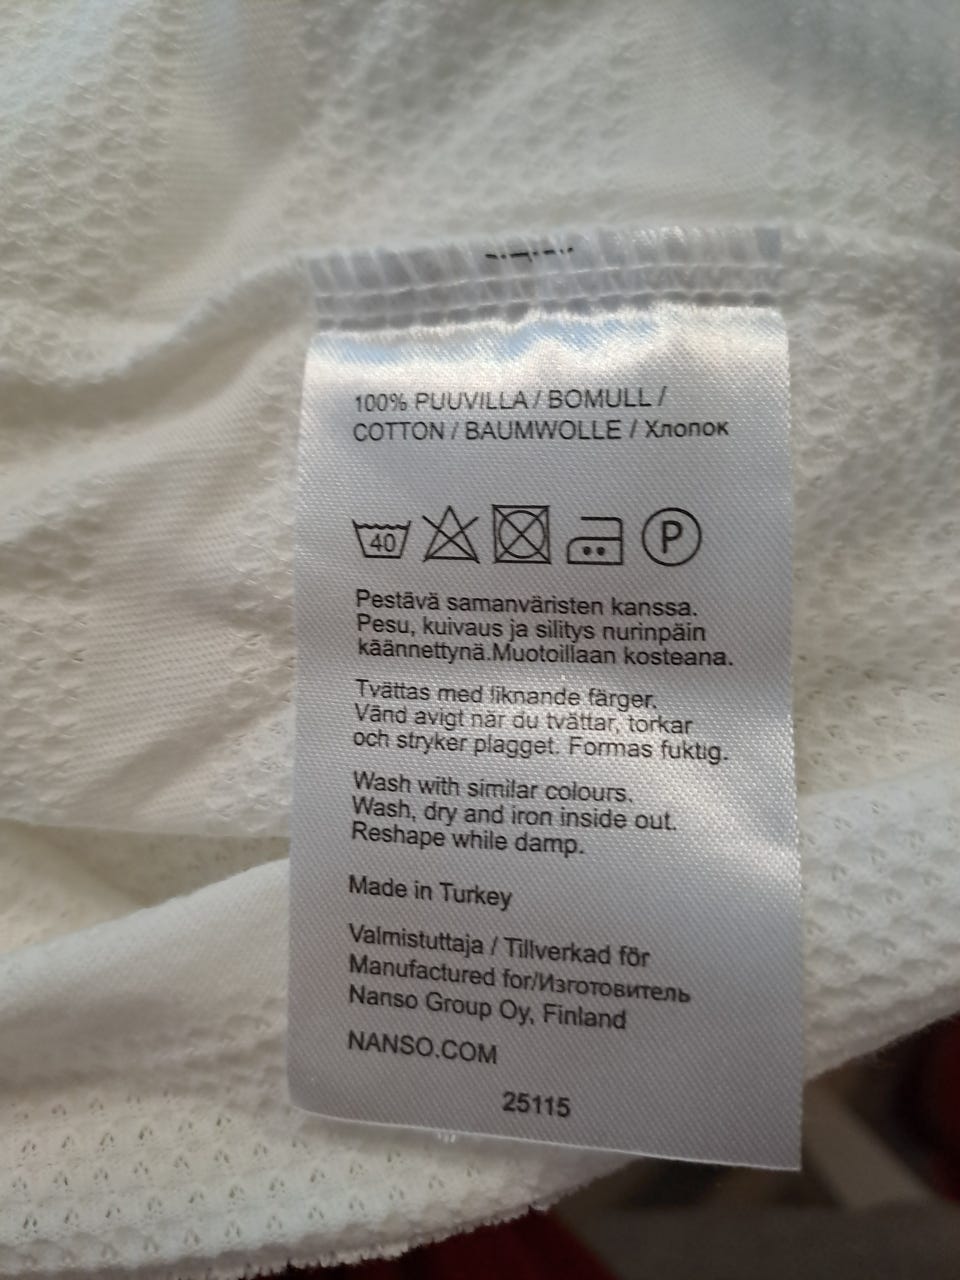 100% PUUVILLA / BOMULL /
COTTON / BAUMWOLLE / Хлопок
40
P
Pestävä samanväristen kanssa.
Pesu, kuivaus ja silitys nurinpäin
käännettynä.Muotoillaan kosteana.
Tvättas med liknande färger.
Vänd avigt när du tvättar, torkar
och stryker plagget. Formas fuktig.
Wash with similar colours.
Wash, dry and iron inside out.
Reshape while damp.
Made in Turkey
Valmistuttaja / Tillverkad för
Manufactured for/Изготовитель
Nanso Group Oy, Finland
NANSO.COM
25115